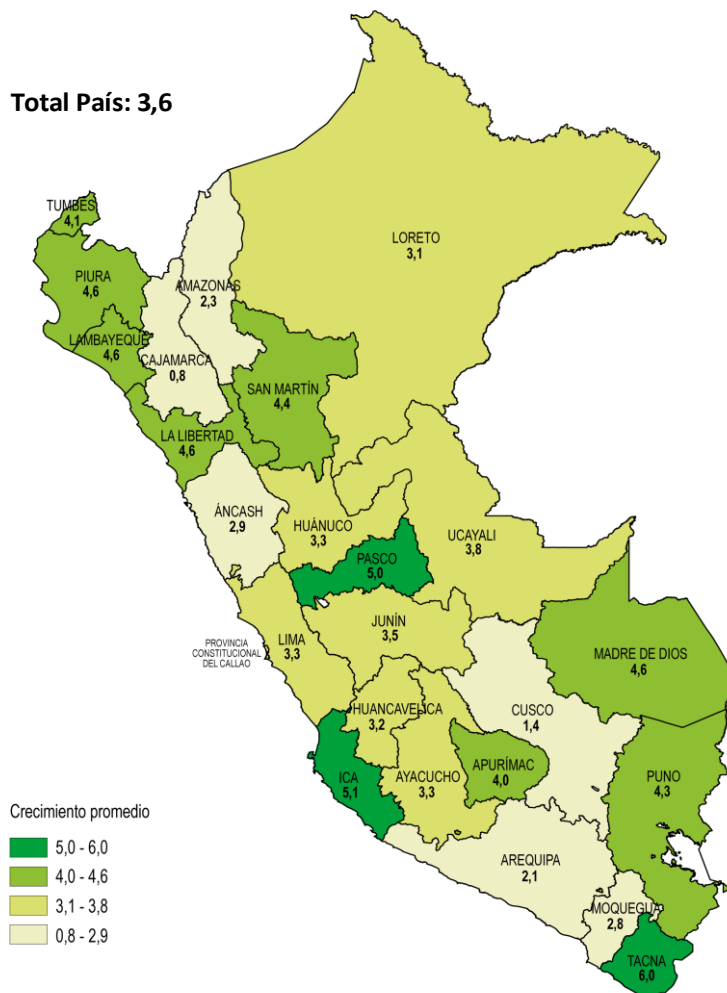 Total País: 3,6
TUMBES
4,1
LORETO
3,1
PIURA
4,6
AMAZONAS
2,3
LAMBAYEQUE
4,6
CAJAMARCA
0,8
SAN MARTÍN
4,4
LA LIBERTAD
4,6
ÁNCASH
2,9
HUÁNUCO
3,3
UCAYALI
3,8
PASCO
5,0
JUNÍN
3,5
LIMA
3,3
PROVINCIA
CONSTITUCIONAL
DEL CALLAO
MADRE DE DIOS
4,6
HUANCAVELICA
3,2
CUSCO
1,4
ICA
5,1
AYACUCHO
3,3
APURÍMAC
4,0
PUNO
4,3
AREQUIPA
2,1
MOQUEGUA
2,8
TACNA
6,0
Crecimiento promedio
5,0 - 6,0
4,0 - 4,6
3,1 - 3,8
0,8 - 2,9